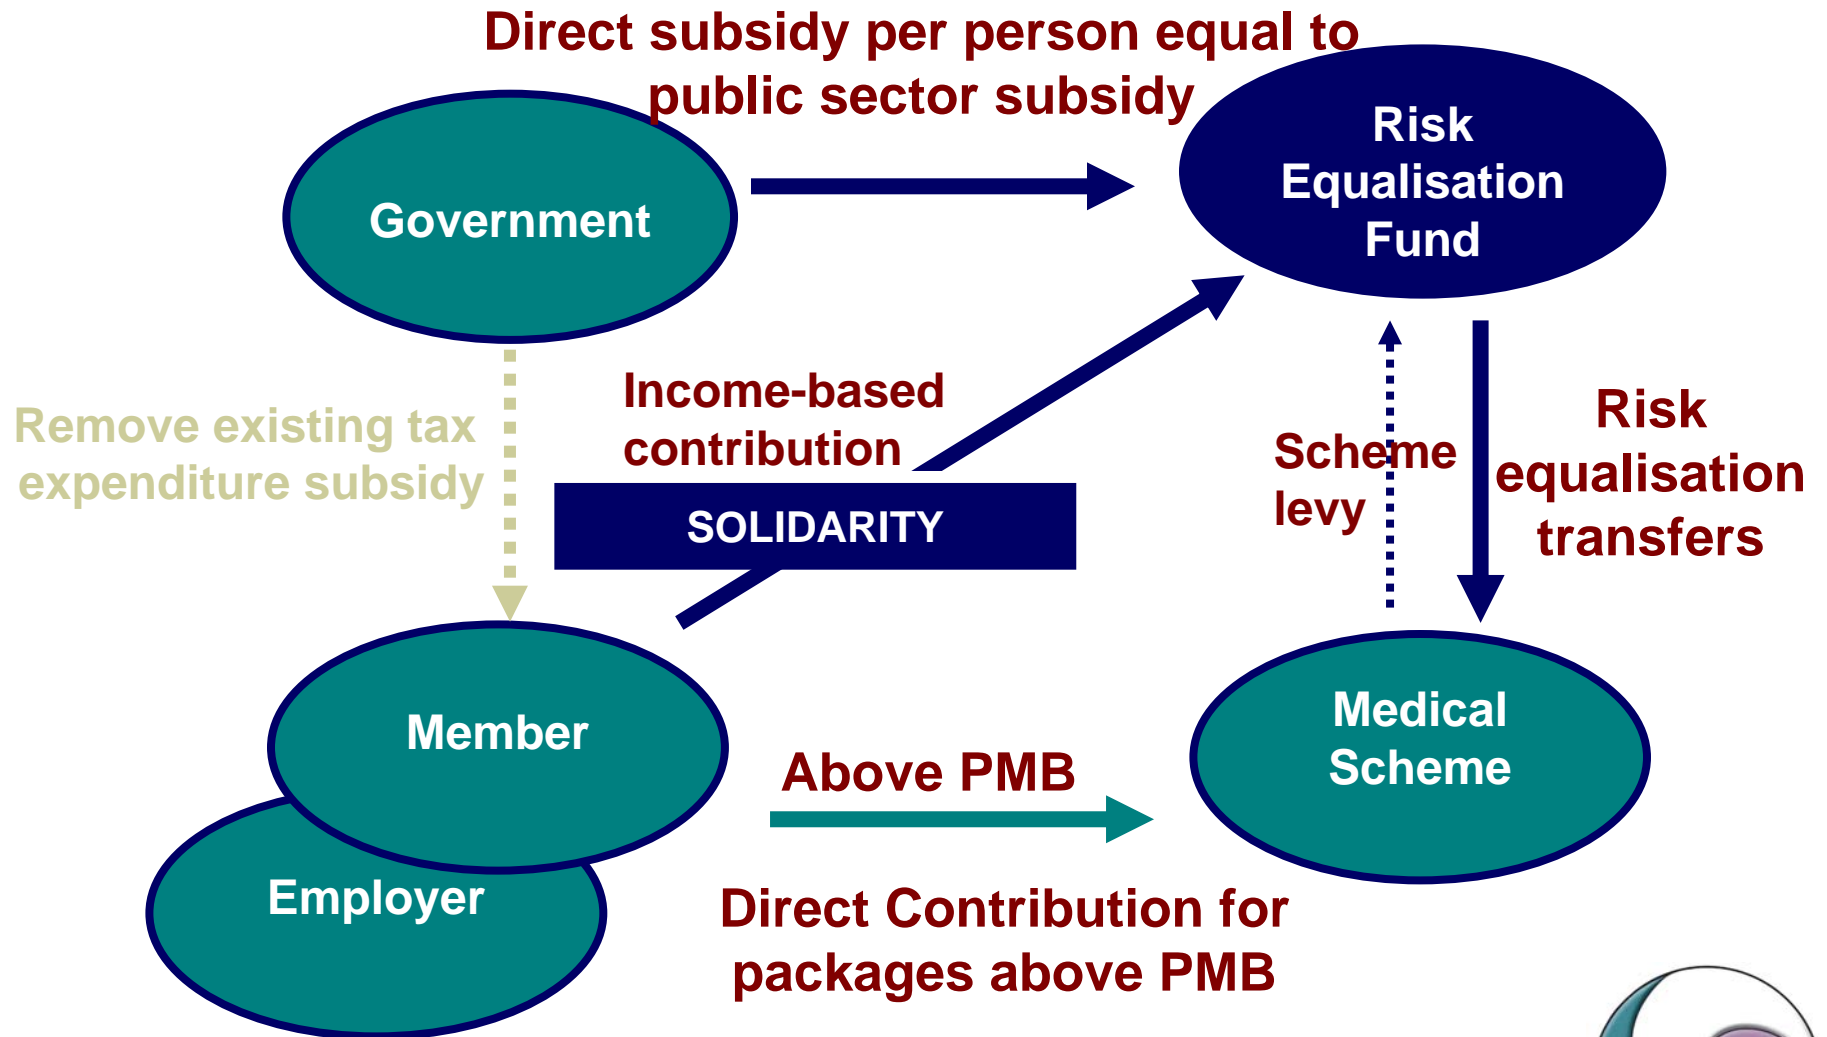 Direct subsidy per person equal to
public sector subsidy
Risk
Equalisation
Fund
Government
Income-based
contribution
Remove existing tax
expenditure subsidy
Scheme
levy
Risk
equalisation
transfers
SOLIDARITY
Member
Medical
Scheme
Above PMB
Employer
Direct Contribution for
packages above PMB